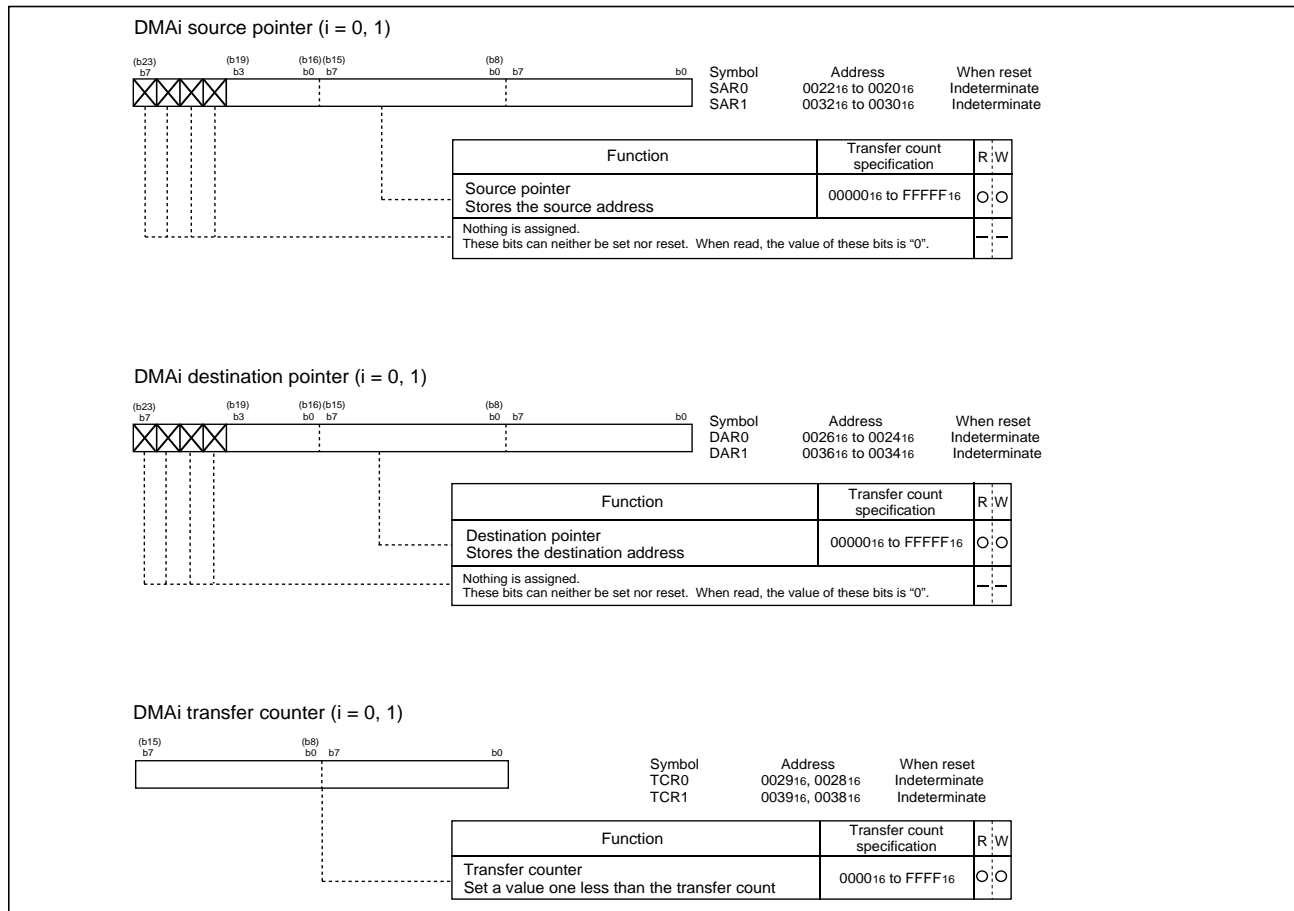 DMAi source pointer (i = 0, 1)
(b23) (b19) (b16)(b15) (b8)
b7 b3 b0 b7 b0 b7 b0
Symbol Address When reset
SAR0 002216 to 002016 Indeterminate
SAR1 003216 to 003016 Indeterminate
Function Transfer count specification R W
Source pointer
Stores the source address
0000016 to FFFFF16
Nothing is assigned.
These bits can neither be set nor reset. When read, the value of these bits is “0”.
DMAi destination pointer (i = 0, 1)
(b23) (b19) (b16)(b15) (b8)
b7 b3 b0 b7 b0 b7 b0
Symbol Address When reset
DAR0 002616 to 002416 Indeterminate
DAR1 003616 to 003416 Indeterminate
Function Transfer count specification R W
Destination pointer
Stores the destination address
0000016 to FFFFF16
Nothing is assigned.
These bits can neither be set nor reset. When read, the value of these bits is “0”.
DMAi transfer counter (i = 0, 1)
(b15) (b8)
b7 b0 b7 b0
Symbol Address When reset
TCR0 002916, 002816 Indeterminate
TCR1 003916, 003816 Indeterminate
Function Transfer count specification R W
Transfer counter
Set a value one less than the transfer count
000016 to FFFF16